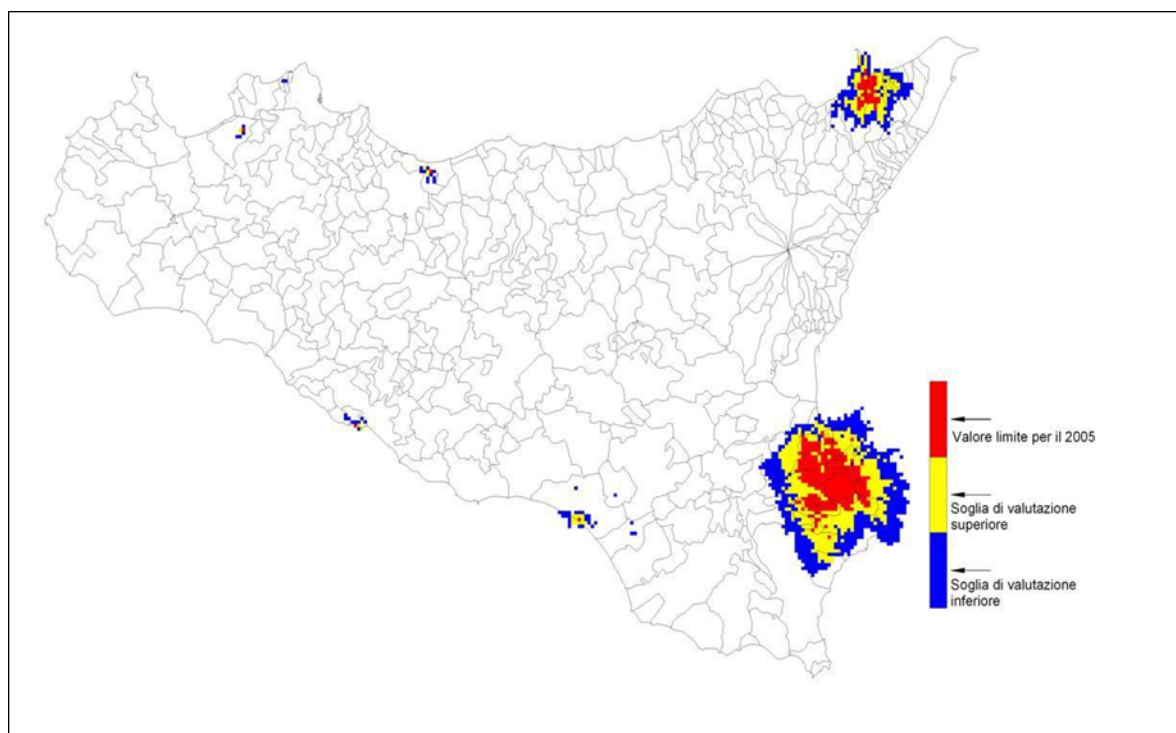 Valore limite per il 2005
Soglia di valutazione
superiore
Soglia di valutazione
inferiore